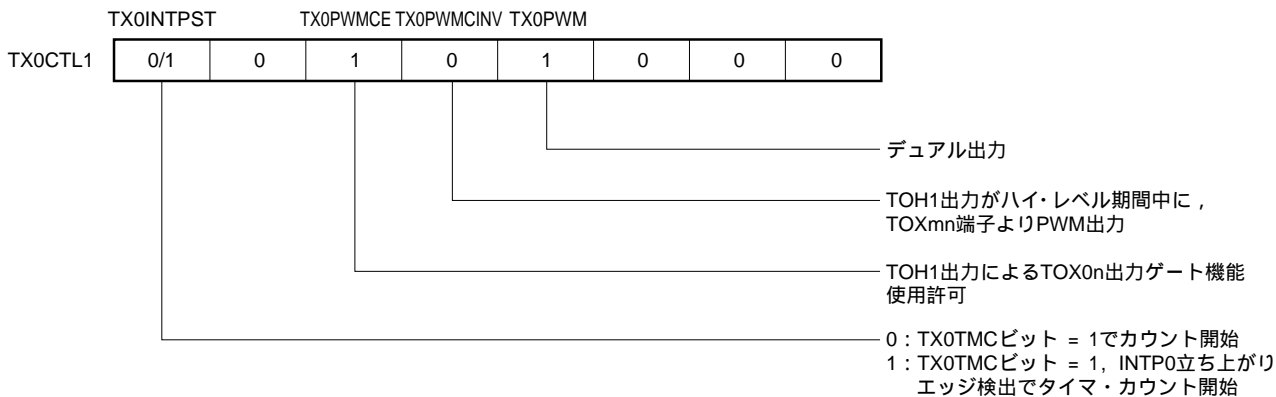 TX0INTPST TX0PWMCE TX0PWMCINV TX0PWM
TX0CTL1 0/1 0 1 0 1 0 0 0
デュアル出力
TOH1出力がハイ・レベル期間中に，
TOXmn端子よりPWM出力
TOH1出力によるTOX0n出力ゲート機能
使用許可
0：TX0TMCビット = 1でカウント開始
1：TX0TMCビット = 1，INTP0立ち上がり
エッジ検出でタイマ・カウント開始